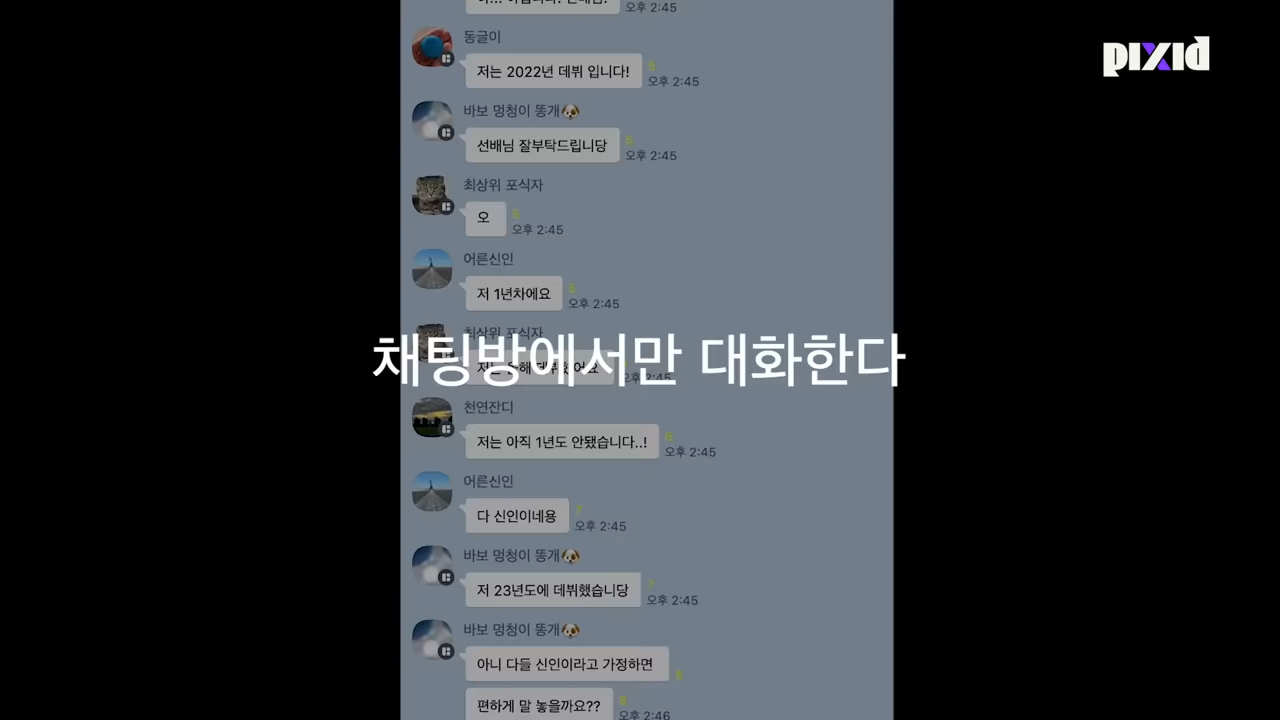 오후 2:45
pixid
동글이
저는 2022년 데뷔 입니다!
오후 2:45
바보 멍청이 똥개🐶
선배님 잘부탁드립니당
오후 2:45
최상위 포식자
오
오후 2:45
어른신인
저 1년차에요
오후 2:45
최상위 포식자
채팅방에서만 대화한다
오후 2:45
천연잔디
저는 아직 1년도 안됐습니다..!
오후 2:45
어른신인
다 신인이네용
오후 2:45
바보 멍청이 똥개🐶
저 23년도에 데뷔했습니당
오후 2:45
바보 멍청이 똥개🐶
아니 다들 신인이라고 가정하면
편하게 말 놓을까요??
오후 2:46